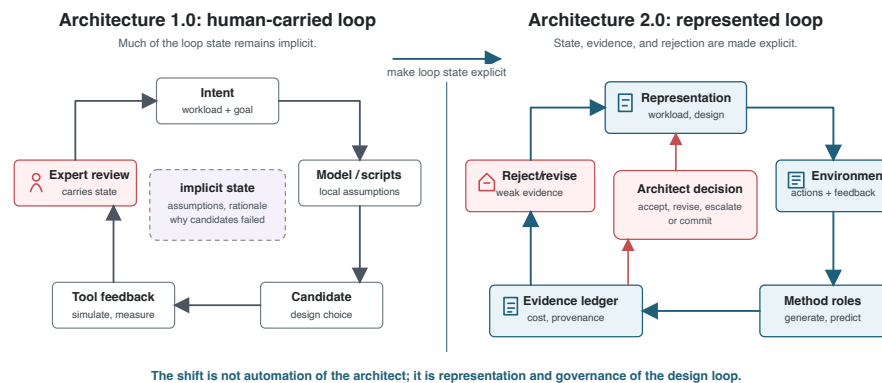 Architecture 1.0: human-carried loop
Much of the loop state remains implicit.
Intent
workload + goal
Expert review
carries state
implicit state
assumptions, rationale
why candidates failed
Model / scripts
local assumptions
Tool feedback
simulate, measure
Candidate
design choice
make loop state explicit
Architecture 2.0: represented loop
State, evidence, and rejection are made explicit.
Representation
workload, design
Reject/revise
weak evidence
Architect decision
accept, revise, escalate
or commit
Environmen
actions + feedback
Evidence ledger
cost, provenance
Method roles
generate, predict
The shift is not automation of the architect; it is representation and governance of the design loop.